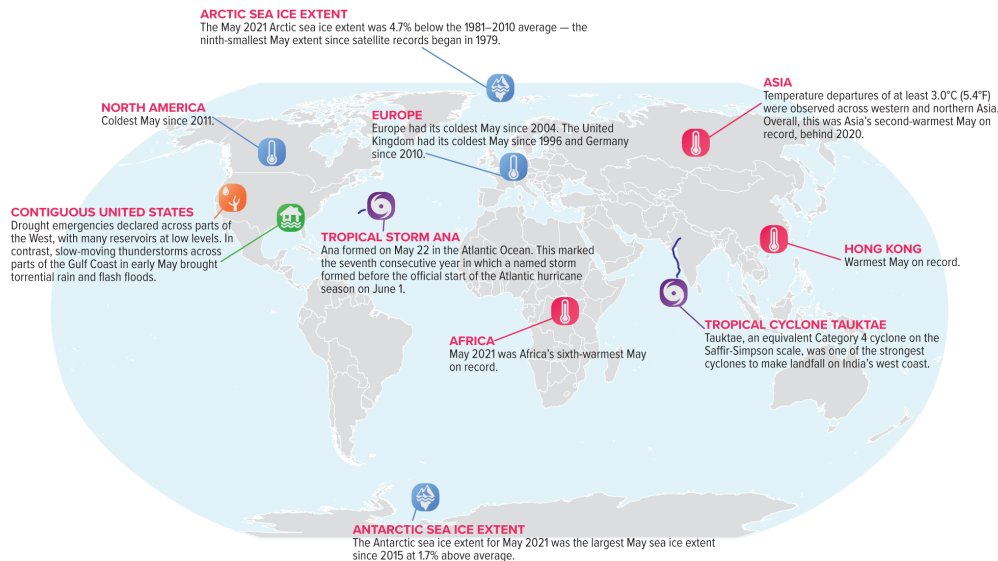 ARCTIC SEA ICE EXTENT
The May 2021 Arctic sea ice extent was 4.7% below the 1981–2010 average — the
ninth-smallest May extent since satellite records began in 1979.
ASIA
Temperature departures of at least 3.0°C (5.4°F)
were observed across western and northern Asia.
Overall, this was Asia's second-warmest May on
record, behind 2020.
NORTH AMERICA
Coldest May since 2011.
EUROPE
Europe had its coldest May since 2004. The United
Kingdom had its coldest May since 1996 and Germany
since 2010.
CONTIGUOUS UNITED STATES
Drought emergencies declared across parts of
the West, with many reservoirs at low levels. In
contrast, slow-moving thunderstorms across
parts of the Gulf Coast in early May brought
torrential rain and flash floods.
TROPICAL STORM ANA
Ana formed on May 22 in the Atlantic Ocean. This marked
the seventh consecutive year in which a named storm
formed before the official start of the Atlantic hurricane
season on June 1.
HONG KONG
Warmest May on record.
TROPICAL CYCLONE TAUKTAE
Tauktae, an equivalent Category 4 cyclone on the
Saffir-Simpson scale, was one of the strongest
cyclones to make landfall on India's west coast.
AFRICA
May 2021 was Africa's sixth-warmest May
on record.
ANTARCTIC SEA ICE EXTENT
The Antarctic sea ice extent for May 2021 was the largest May sea ice extent
since 2015 at 1.7% above average.